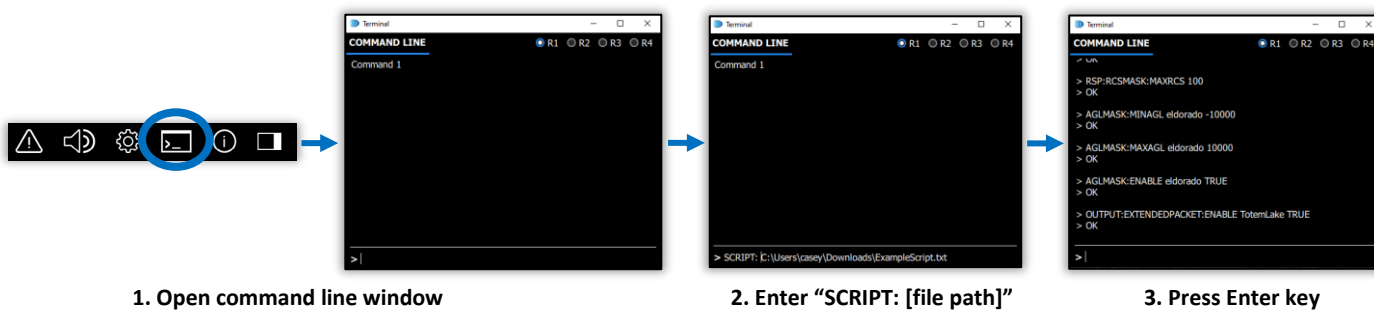 Terminal
COMMAND LINE
R1 R2 R3 R4
Command 1
>
Terminal
COMMAND LINE
R1 R2 R3 R4
Command 1
> SCRIPT: C:\Users\casey\Downloads\ExampleScript.txt
Terminal
COMMAND LINE
R1 R2 R3 R4
> OK
> RSP:RCSMASK:MAXRCS 100
> OK
> AGLMASK:MINAGL eldorado -10000
> OK
> AGLMASK:MAXAGL eldorado 10000
> OK
> AGLMASK:ENABLE eldorado TRUE
> OK
> OUTPUT:EXTENDEDPACKET:ENABLE TotemLake TRUE
> OK
>
1. Open command line window
2. Enter “SCRIPT: [file path]”
3. Press Enter key